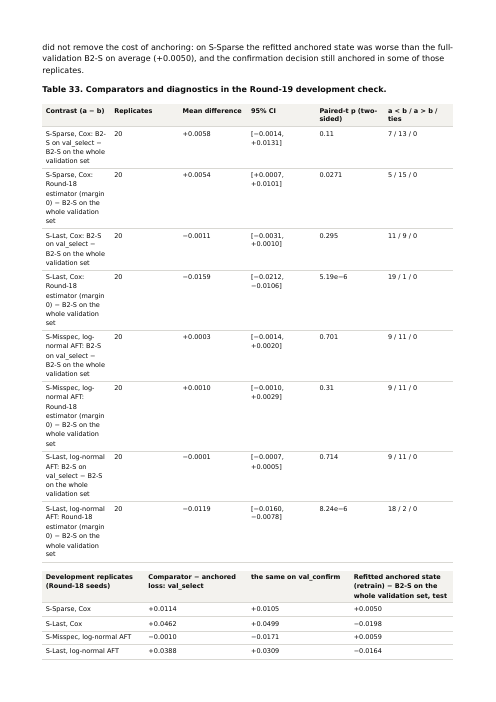 did not remove the cost of anchoring: on S-Sparse the refitted anchored state was worse than the full-
validation B2-S on average (+0.0050), and the confirmation decision still anchored in some of those
replicates.
Table 33. Comparators and diagnostics in the Round-19 development check.
Contrast (a − b) Replicates Mean difference 95% CI Paired-t p (two- a < b / a > b /
sided) ties
S-Sparse, Cox: B2- 20 +0.0058 [−0.0014, 0.11 7 / 13 / 0
S on val_select − +0.0131]
B2-S on the whole
validation set
S-Sparse, Cox: 20 +0.0054 [+0.0007, 0.0271 5 / 15 / 0
Round-18 +0.0101]
estimator (margin
0) − B2-S on the
whole validation
set
S-Last, Cox: B2-S 20 −0.0011 [−0.0031, 0.295 11 / 9 / 0
on val_select − +0.0010]
B2-S on the whole
validation set
S-Last, Cox: 20 −0.0159 [−0.0212, 5.19e−6 19 / 1 / 0
Round-18 −0.0106]
estimator (margin
0) − B2-S on the
whole validation
set
S-Misspec, log- 20 +0.0003 [−0.0014, 0.701 9 / 11 / 0
normal AFT: B2-S +0.0020]
on val_select −
B2-S on the whole
validation set
S-Misspec, log- 20 +0.0010 [−0.0010, 0.31 9 / 11 / 0
normal AFT: +0.0029]
Round-18
estimator (margin
0) − B2-S on the
whole validation
set
S-Last, log-normal 20 −0.0001 [−0.0007, 0.714 9 / 11 / 0
AFT: B2-S on +0.0005]
val_select − B2-S
on the whole
validation set
S-Last, log-normal 20 −0.0119 [−0.0160, 8.24e−6 18 / 2 / 0
AFT: Round-18 −0.0078]
estimator (margin
0) − B2-S on the
whole validation
set
Development replicates Comparator − anchored the same on val_confirm Refitted anchored state
(Round-18 seeds) loss: val_select (retrain) − B2-S on the
whole validation set, test
S-Sparse, Cox +0.0114 +0.0105 +0.0050
S-Last, Cox +0.0462 +0.0499 −0.0198
S-Misspec, log-normal AFT −0.0010 −0.0171 +0.0059
S-Last, log-normal AFT +0.0388 +0.0309 −0.0164